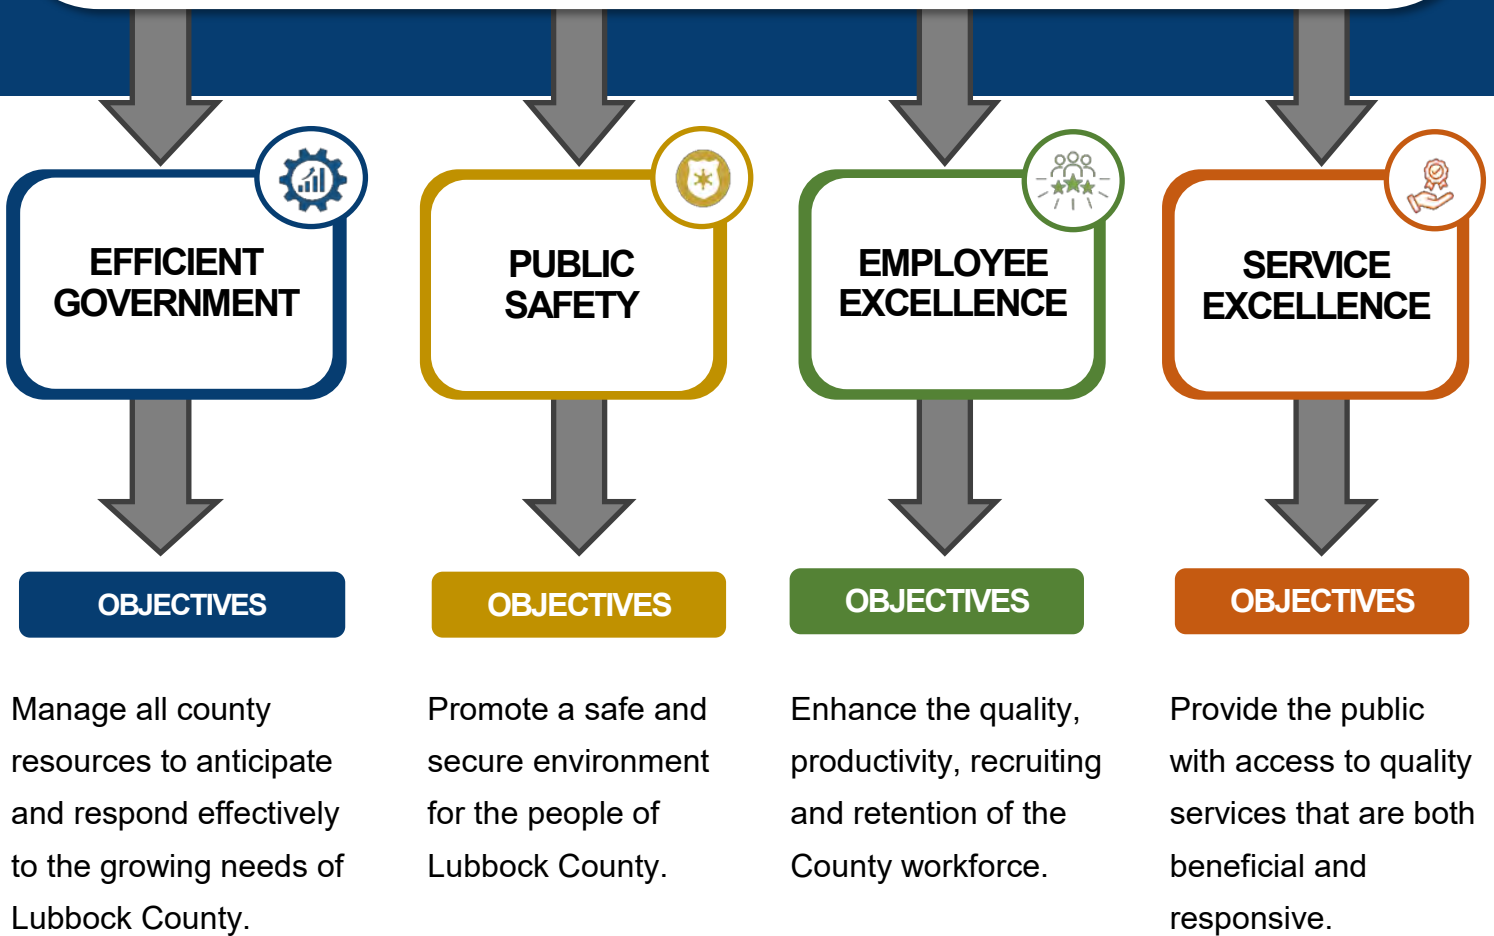 EFFICIENT
GOVERNMENT
PUBLIC
SAFETY
EMPLOYEE
EXCELLENCE
SERVICE
EXCELLENCE
OBJECTIVES
OBJECTIVES
OBJECTIVES
OBJECTIVES
Manage all county
resources to anticipate
and respond effectively
to the growing needs of
Lubbock County.
Promote a safe and
secure environment
for the people of
Lubbock County.
Enhance the quality,
productivity, recruiting
and retention of the
County workforce.
Provide the public
with access to quality
services that are both
beneficial and
responsive.